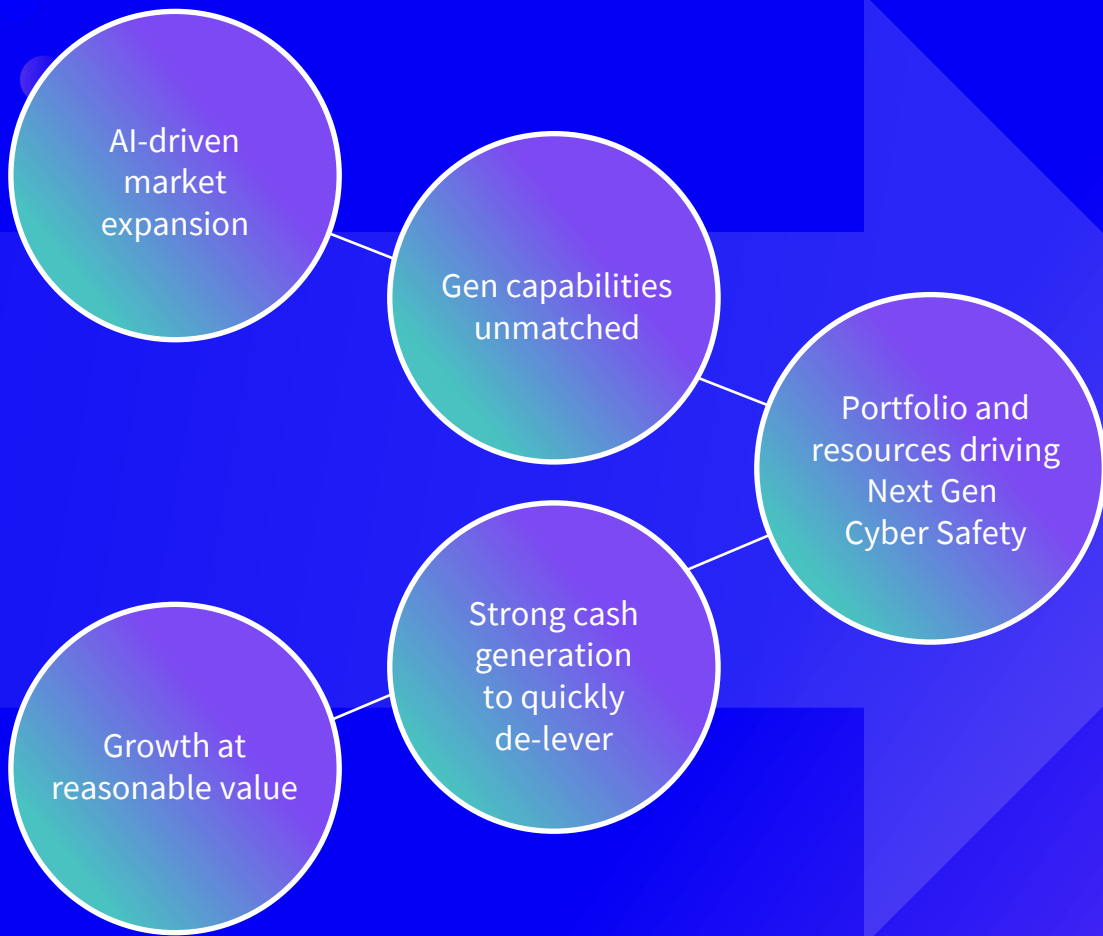 AI-driven
market
expansion
Gen capabilities
unmatched
Portfolio and
resources driving
Next Gen
Cyber Safety
Strong cash
generation
to quickly
de-lever
Growth at
reasonable value